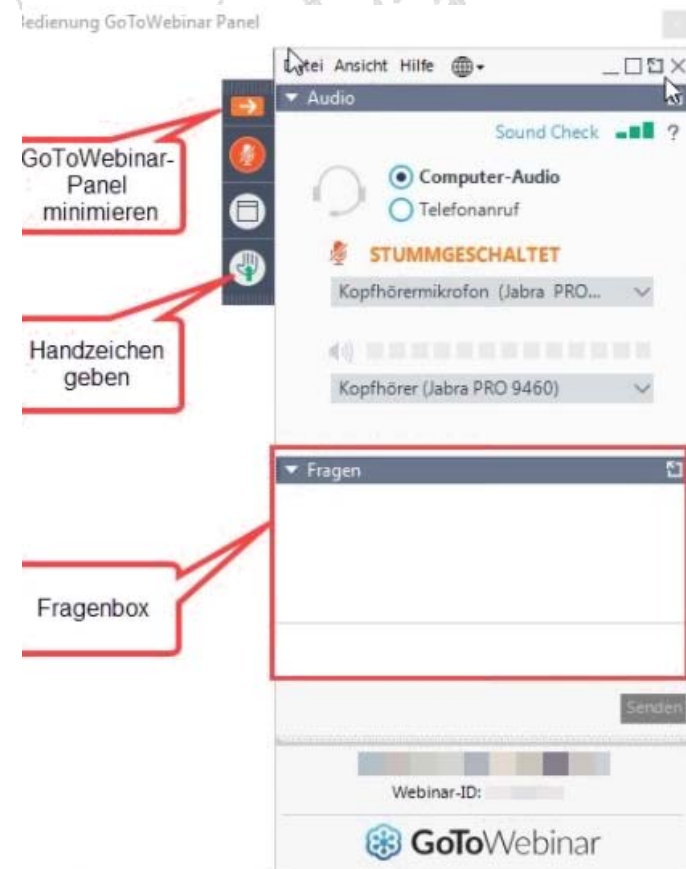 Bedienung GoToWebinar Panel
Datei Ansicht Hilfe
Audio
Sound Check ?
GoToWebinar-
Panel
minimieren
Computer-Audio
Telefonanruf
STUMMGESCHALTET
Kopfhörermikrofon (Jabra PRO...
Handzeichen
geben
Kopfhörer (Jabra PRO 9460)
Fragen
Fragenbox
Senden
Webinar-ID:
GoToWebinar